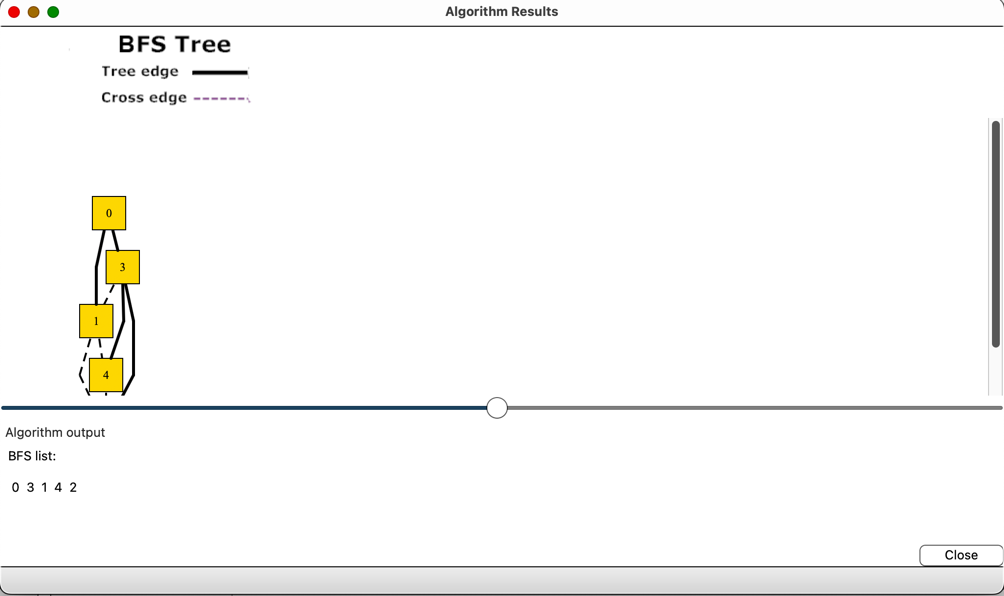 Algorithm Results
BFS Tree
Tree edge
Cross edge
0
3
1
4
Algorithm output
BFS list:
0 3 1 4 2
Close